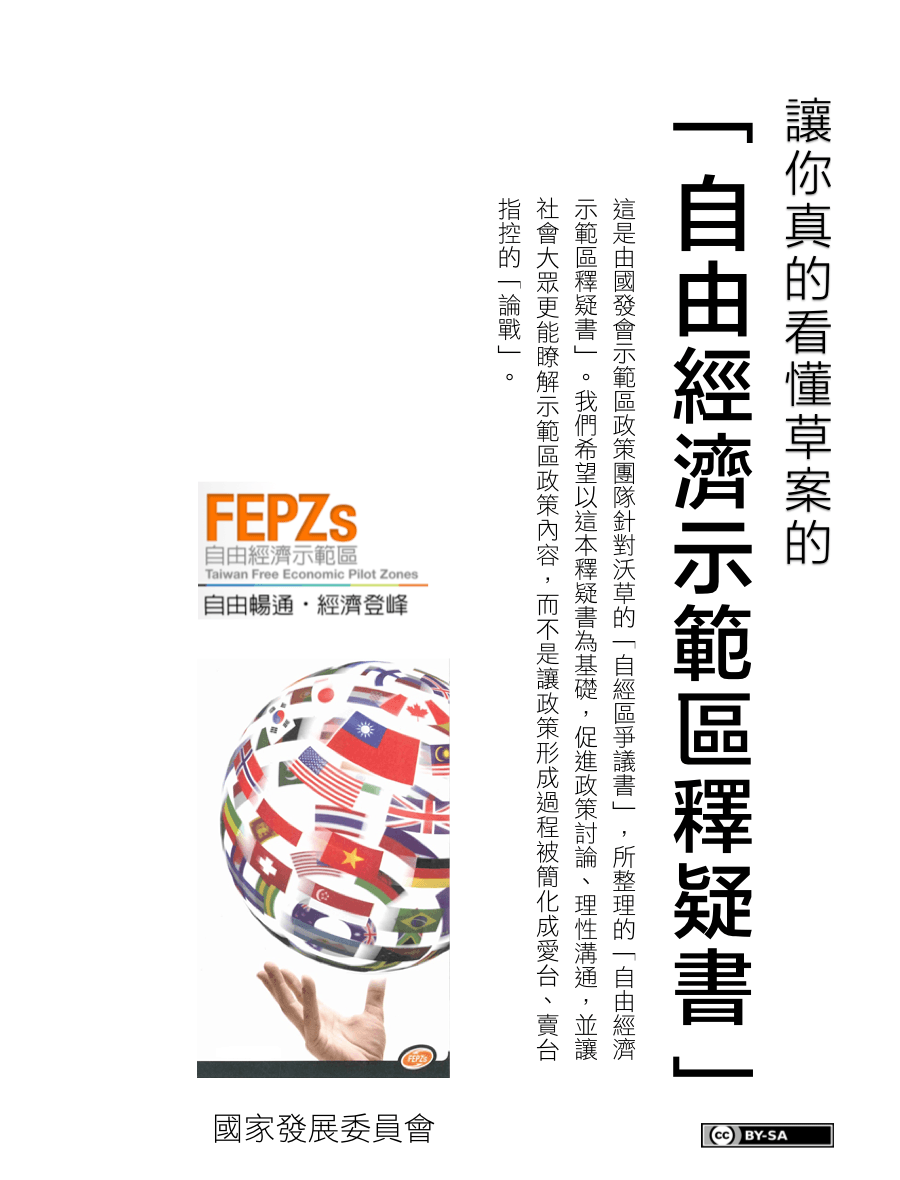 讓你真的看懂草案的
「自由經濟示範區釋疑書」
這是由國發會示範區政策團隊針對沃草的「自經區爭議書」，所整理的「自由經濟
示範區釋疑書」。我們希望以這本釋疑書為基礎，促進政策討論、理性溝通，並讓
社會大眾更能瞭解示範區政策內容，而不是讓政策形成過程被簡化成愛台、賣台
指控的「論戰」。
FEPZs
自由經濟示範區
Taiwan Free Economic Pilot Zones
自由暢通・經濟登峰
FEPZs
國家發展委員會
cc BY-SA